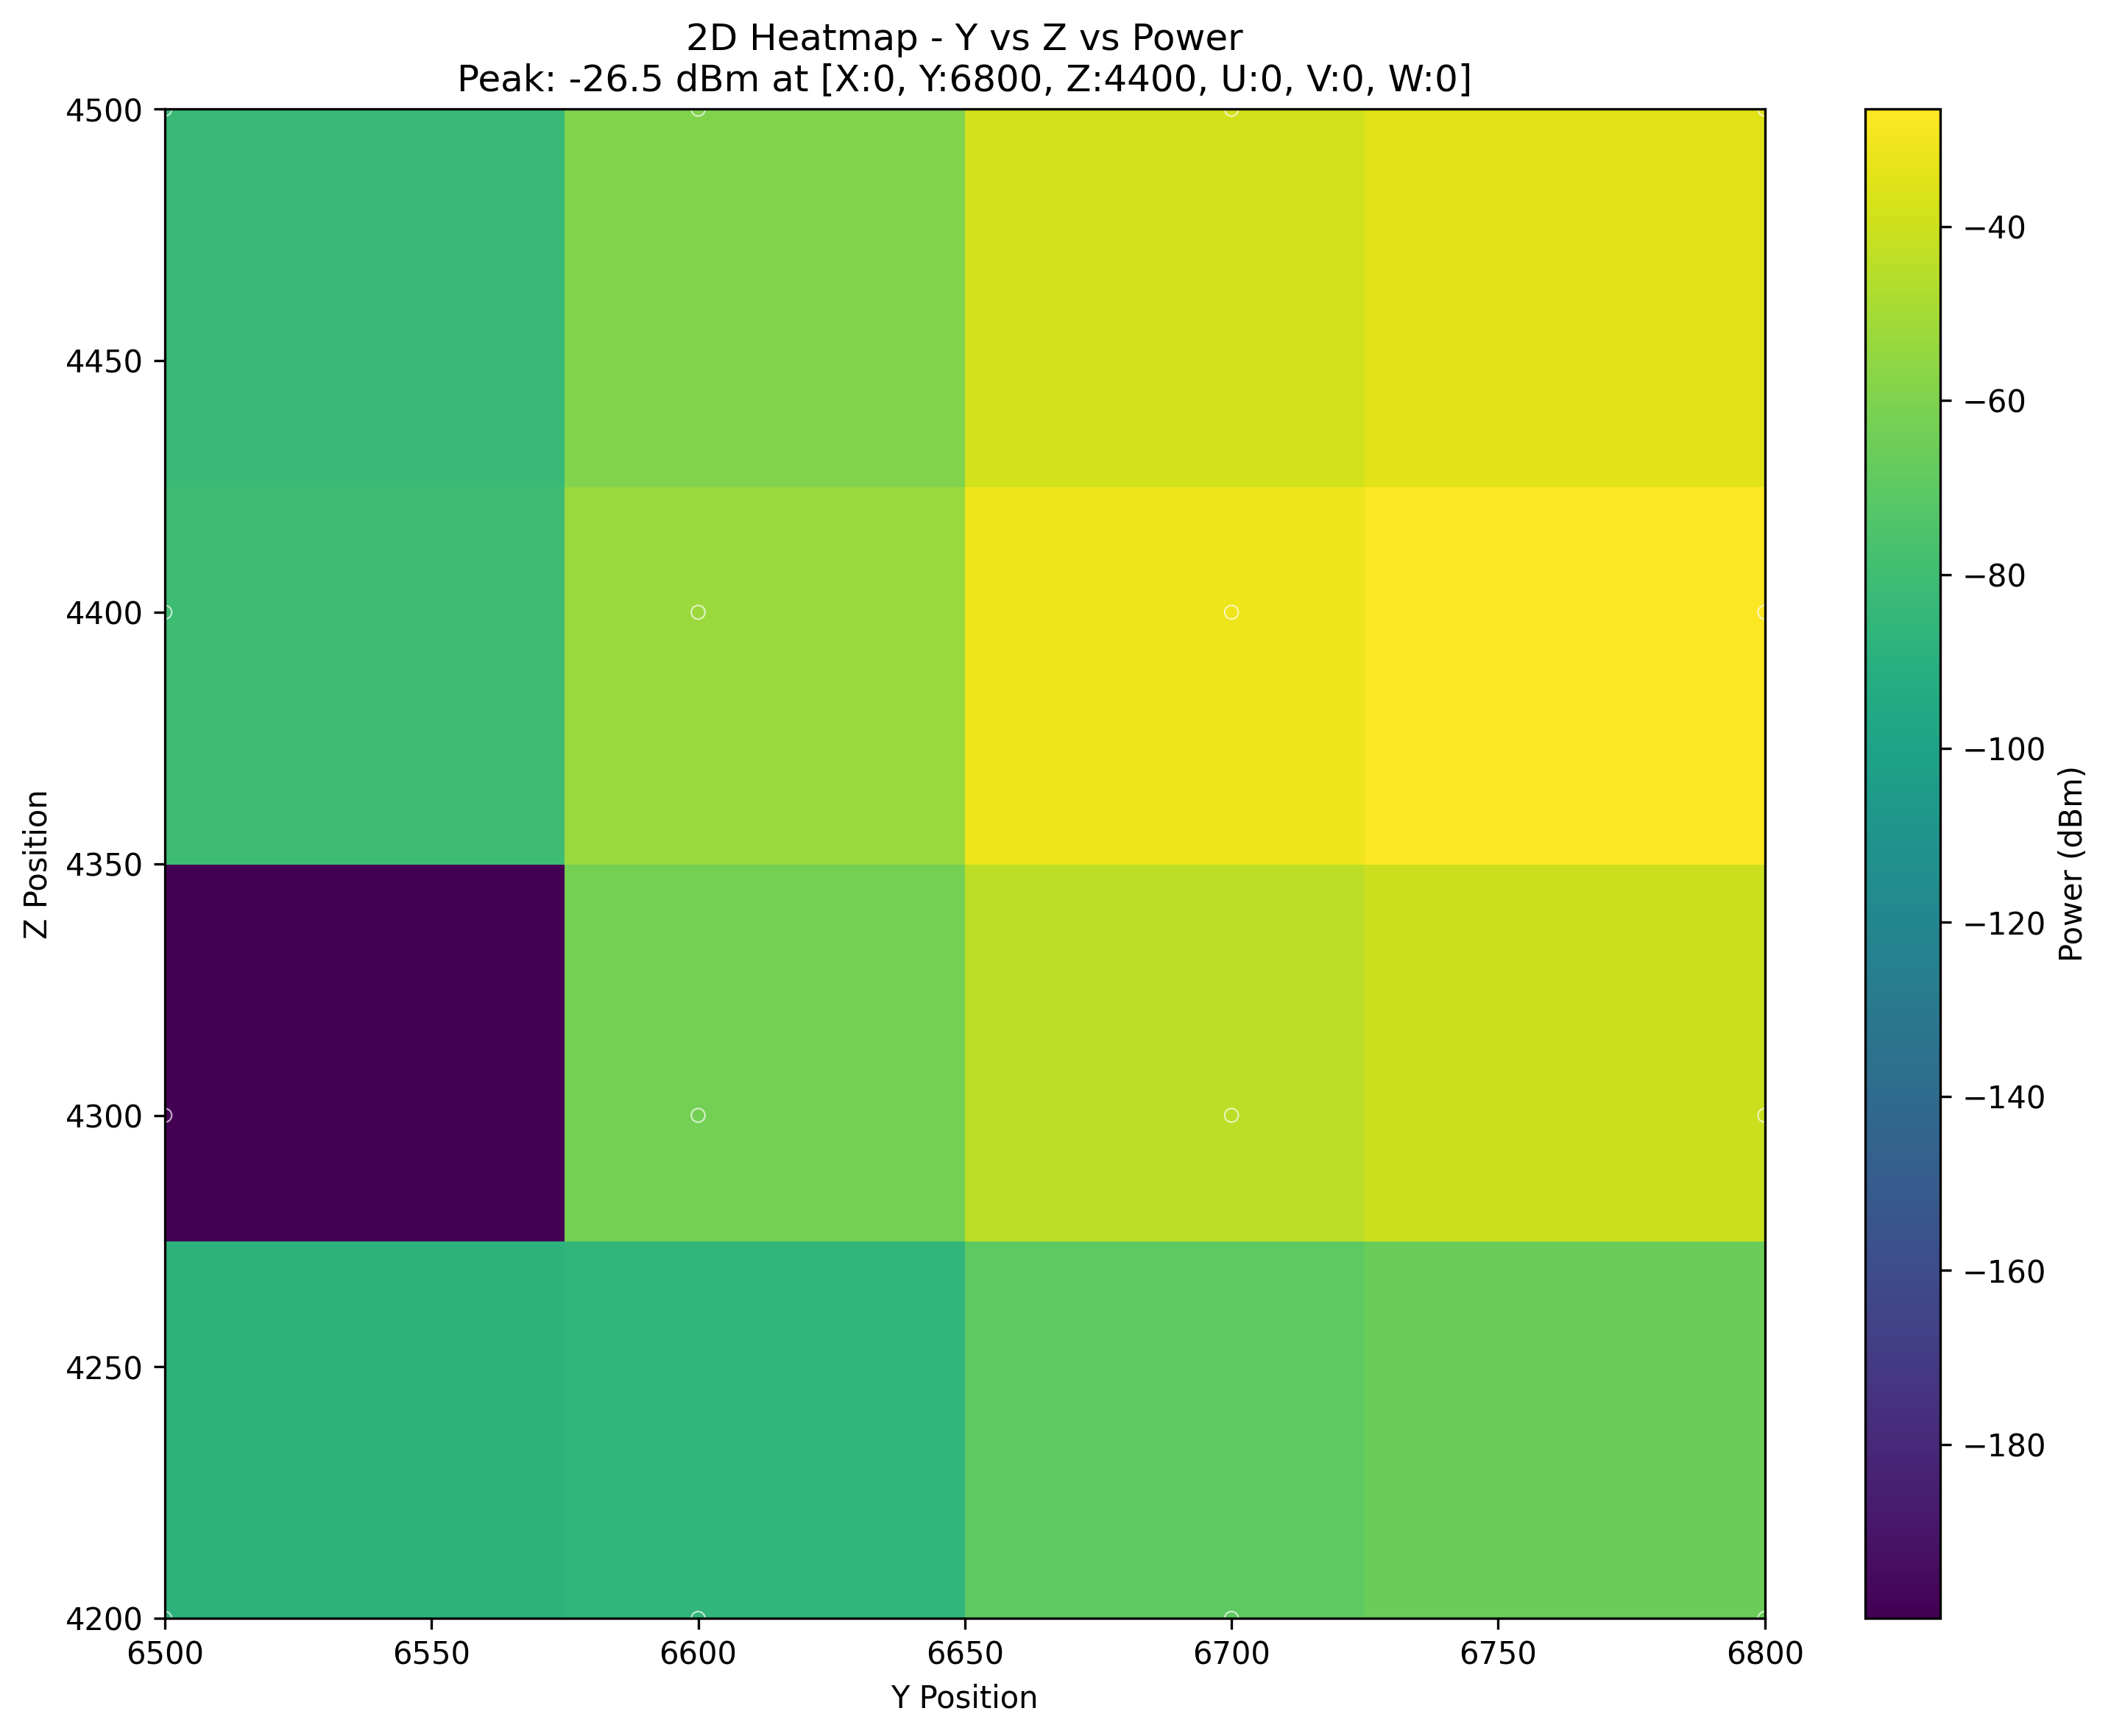 2D Heatmap - Y vs Z vs Power
Peak: -26.5 dBm at [X:0, Y:6800, Z:4400, U:0, V:0, W:0]
4500
4450
4400
4350
4300
4250
4200
Z Position
6500 6550 6600 6650 6700 6750 6800
Y Position
−40
−60
−80
−100
−120
−140
−160
−180
Power (dBm)